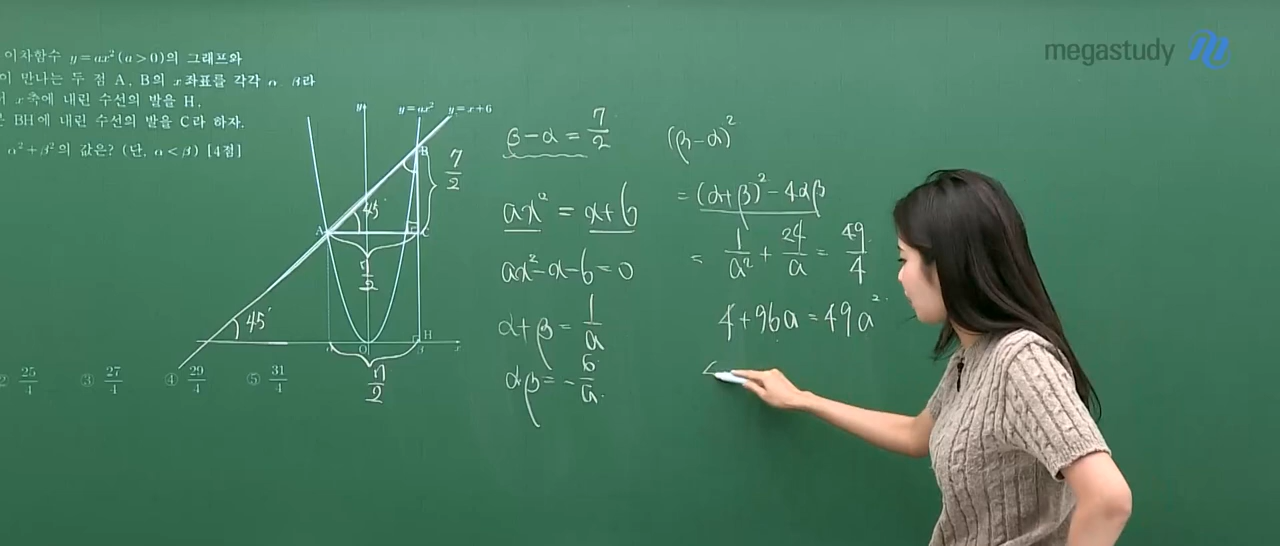 megastudy
이차함수 y=ax²(a>0)의 그래프와
이 만나는 두 점 A, B의 x좌표를 각각 α, β라
x축에 내린 수선의 발을 H,
BH에 내린 수선의 발을 C라 하자.
α²+β²의 값은? (단, α<β) [4점]
25/4 ③ 27/4 ④ 29/4 ⑤ 31/4
y
y=ax²
y=x+6
B
7/2
45°
A
C
7/2
45°
α
O
β
H
x
7/2
β-α=7/2
ax²=x+6
ax²-x-6=0
α+β=1/a
αβ=-6/a.
(β-α)²
=(α+β)²-4αβ
= 1/a²+24/a=49/4
4+96a=49a²